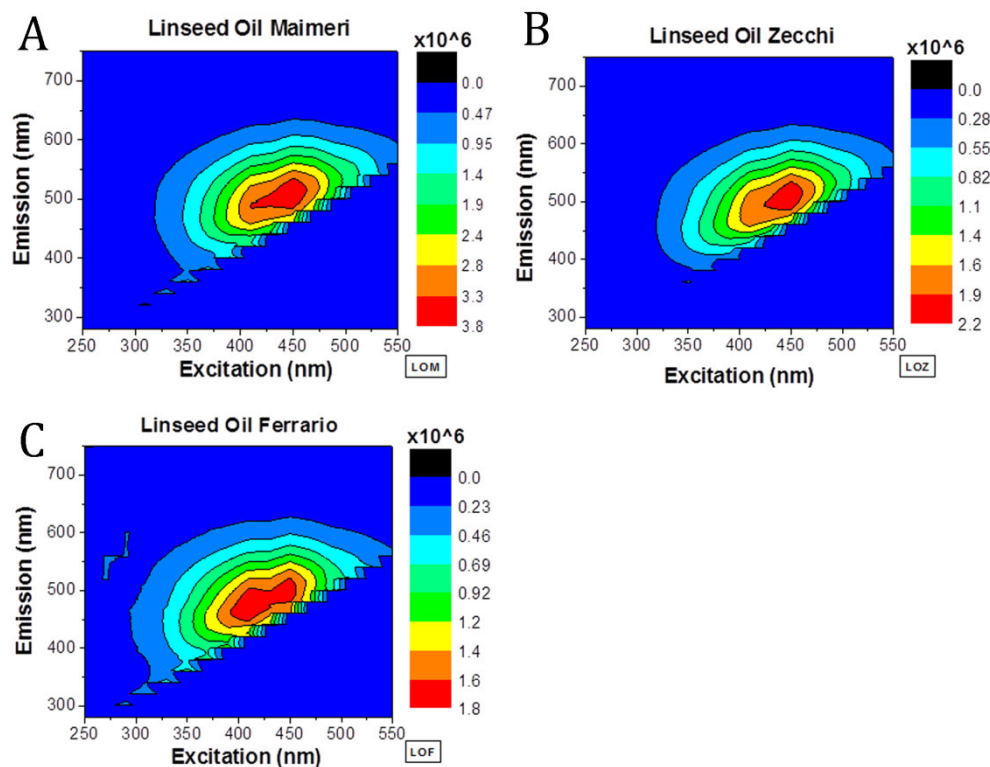 A
Linseed Oil Maimeri
x10^6
Emission (nm)
700
600
500
400
300
250 300 350 400 450 500 550
Excitation (nm)
0.0
0.47
0.95
1.4
1.9
2.4
2.8
3.3
3.8
LOM
B
Linseed Oil Zecchi
x10^6
Emission (nm)
700
600
500
400
300
250 300 350 400 450 500 550
Excitation (nm)
0.0
0.28
0.55
0.82
1.1
1.4
1.6
1.9
2.2
LOZ
C
Linseed Oil Ferrario
x10^6
Emission (nm)
700
600
500
400
300
250 300 350 400 450 500 550
Excitation (nm)
0.0
0.23
0.46
0.69
0.92
1.2
1.4
1.6
1.8
LOF